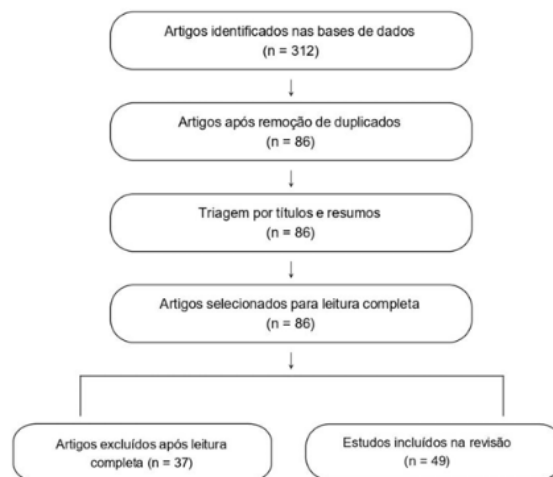 Artigos identificados nas bases de dados
(n = 312)
Artigos após remoção de duplicados
(n = 86)
Triagem por títulos e resumos
(n = 86)
Artigos selecionados para leitura completa
(n = 86)
Artigos excluídos após leitura
completa (n = 37)
Estudos incluídos na revisão
(n = 49)